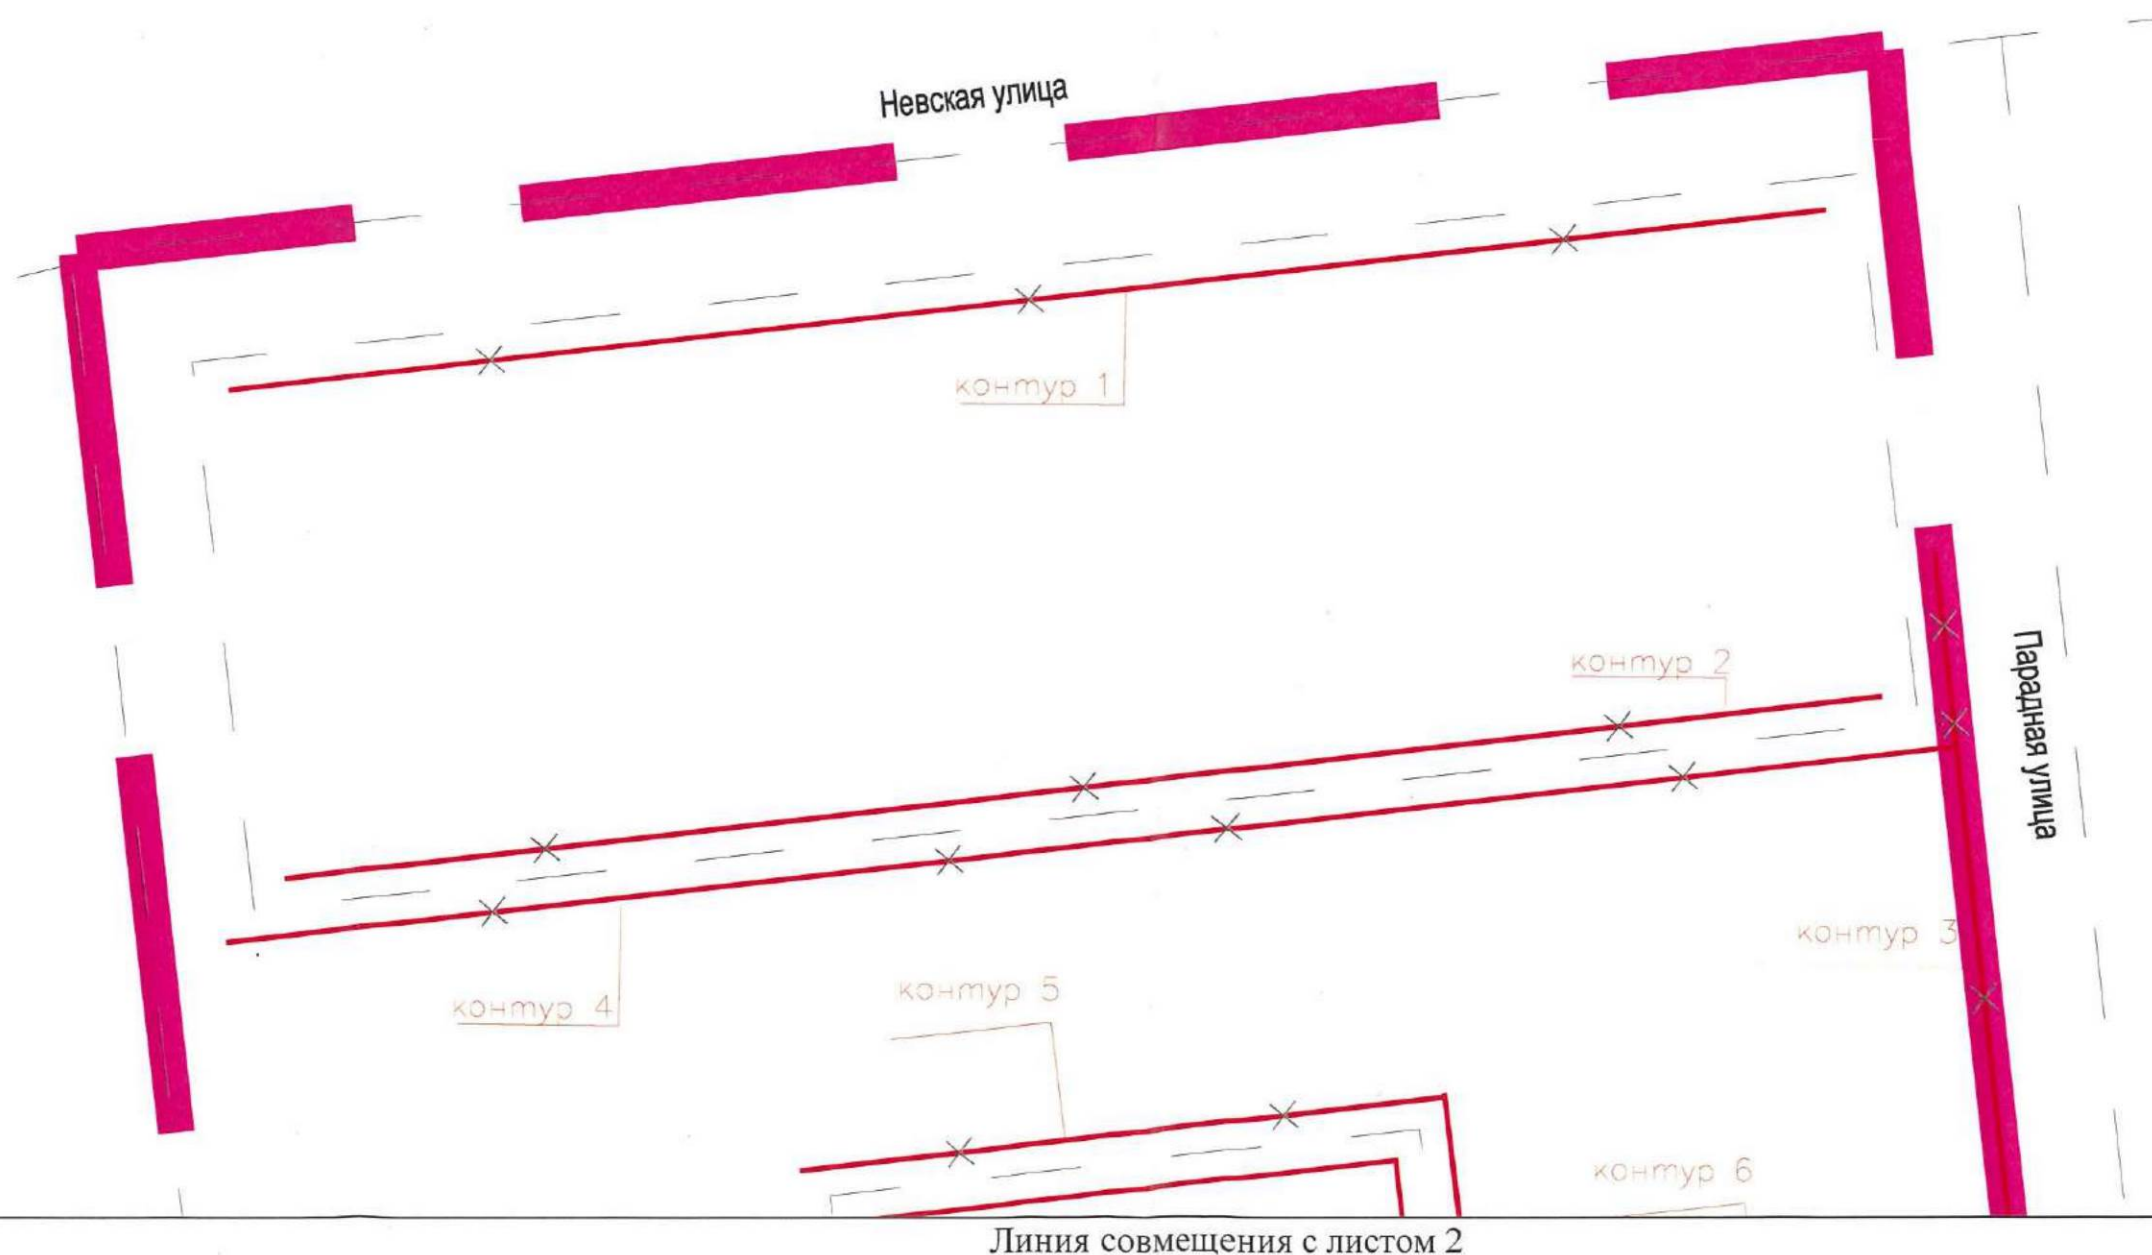 Невская улица
контур 1
контур 2
Парадная улица
контур 3
контур 4
контур 5
контур 6
Линия совмещения с листом 2